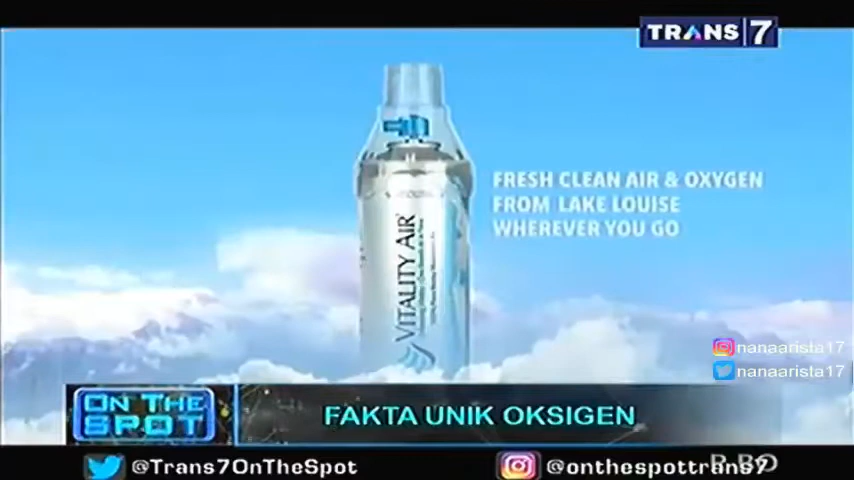 TRANS|7
FRESH CLEAN AIR & OXYGEN
FROM LAKE LOUISE
WHEREVER YOU GO
VITALITY AIR
nanaarista17
nanaarista17
ON THE
SPOT
FAKTA UNIK OKSIGEN
@Trans7OnTheSpot
@onthespottrans7